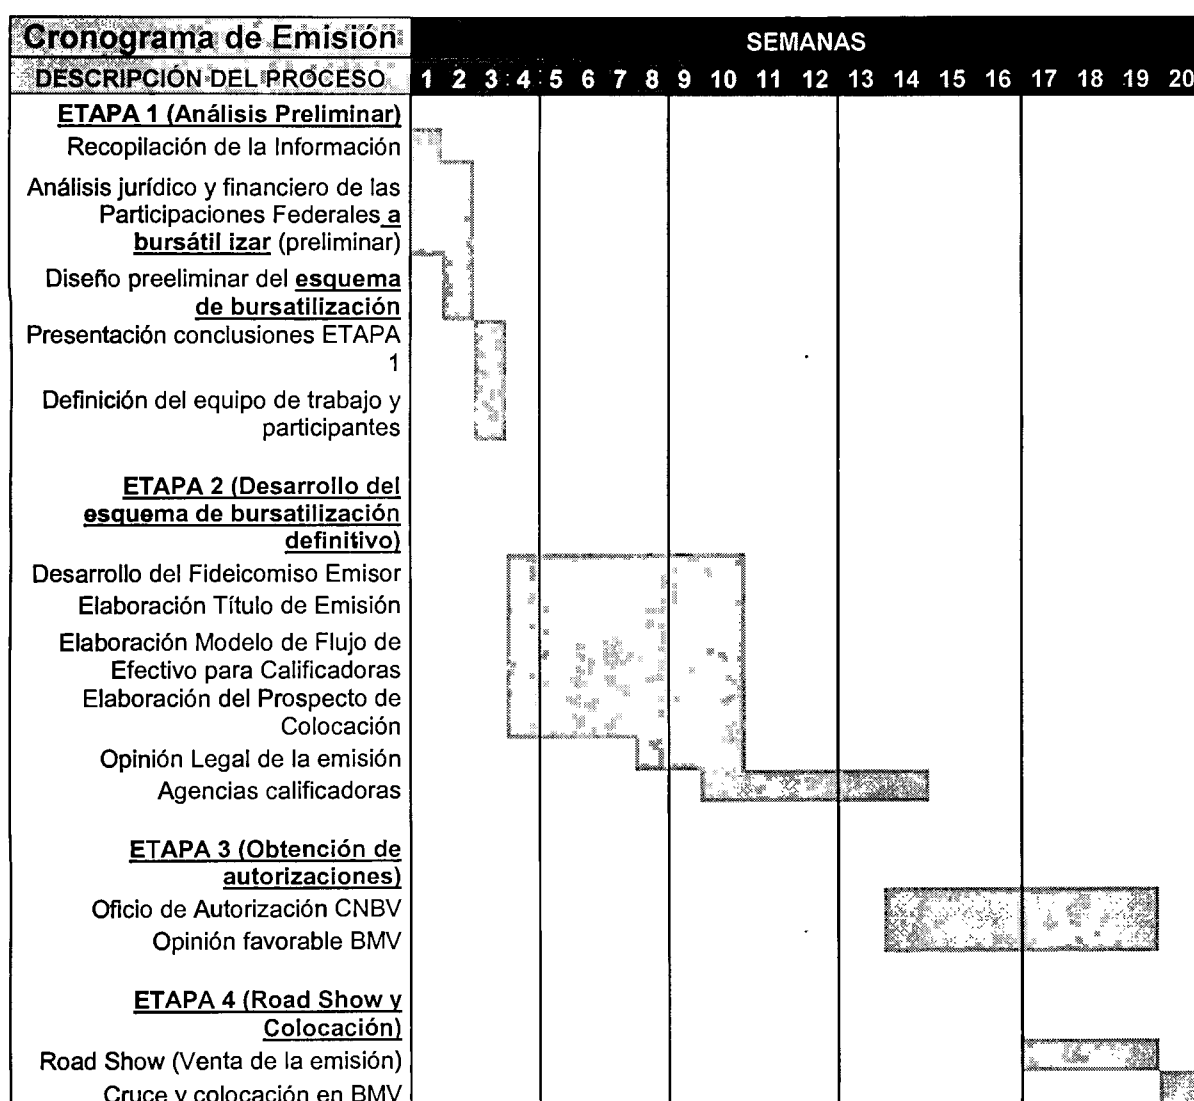 Cronograma de Emisión
SEMANAS
DESCRIPCIÓN DEL PROCESO 1 2 3 4 5 6 7 8 9 10 11 12 13 14 15 16 17 18 19 20
ETAPA 1 (Análisis Preliminar)
Recopilación de la Información
Análisis jurídico y financiero de las
Participaciones Federales a
bursátil izar (preliminar)
Diseño preeliminar del esquema
de bursatilización
Presentación conclusiones ETAPA
1
Definición del equipo de trabajo y
participantes
ETAPA 2 (Desarrollo del
esquema de bursatilización
definitivo)
Desarrollo del Fideicomiso Emisor
Elaboración Título de Emisión
Elaboración Modelo de Flujo de
Efectivo para Calificadoras
Elaboración del Prospecto de
Colocación
Opinión Legal de la emisión
Agencias calificadoras
ETAPA 3 (Obtención de
autorizaciones)
Oficio de Autorización CNBV
Opinión favorable BMV
ETAPA 4 (Road Show y
Colocación)
Road Show (Venta de la emisión)
Cruce y colocación en BMV